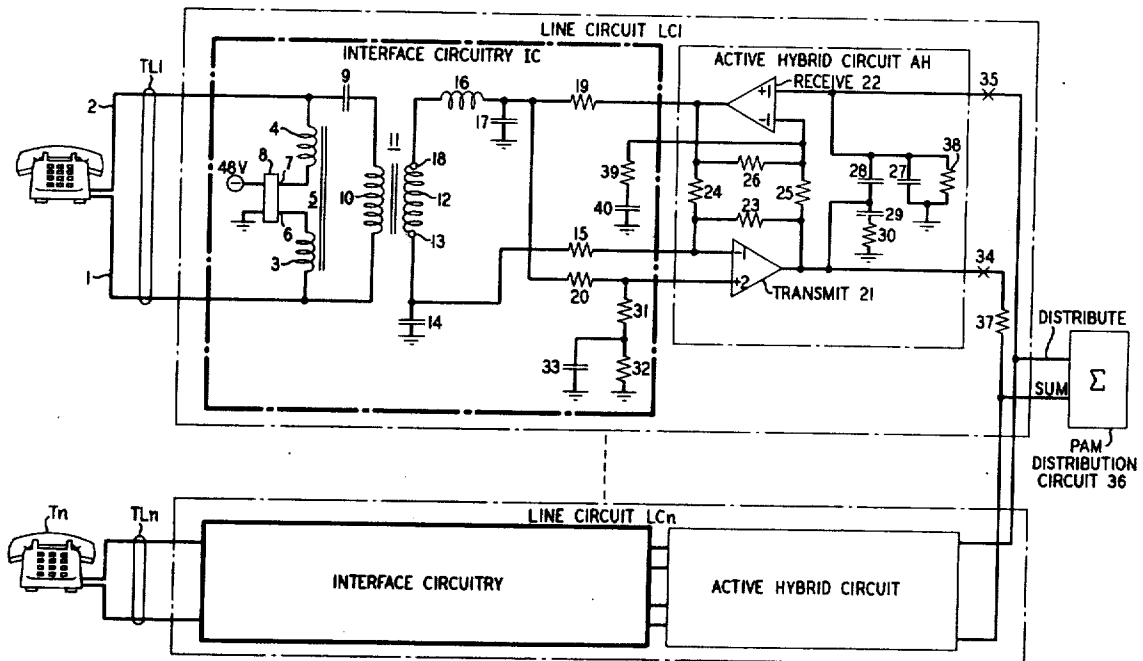 LINE CIRCUIT LC1
INTERFACE CIRCUITRY IC
ACTIVE HYBRID CIRCUIT AH
RECEIVE 22
TL1
2
1
9
4
48V
8
7
5
6
3
10
11
16
17
18
12
13
14
19
15
20
31
33
32
39
40
24
26
23
25
+1
-1
-1
+2
TRANSMIT 21
28
27
38
29
30
35
34
37
DISTRIBUTE
SUM
Σ
PAM
DISTRIBUTION
CIRCUIT 36
LINE CIRCUIT LCn
Tn
TLn
INTERFACE CIRCUITRY
ACTIVE HYBRID CIRCUIT